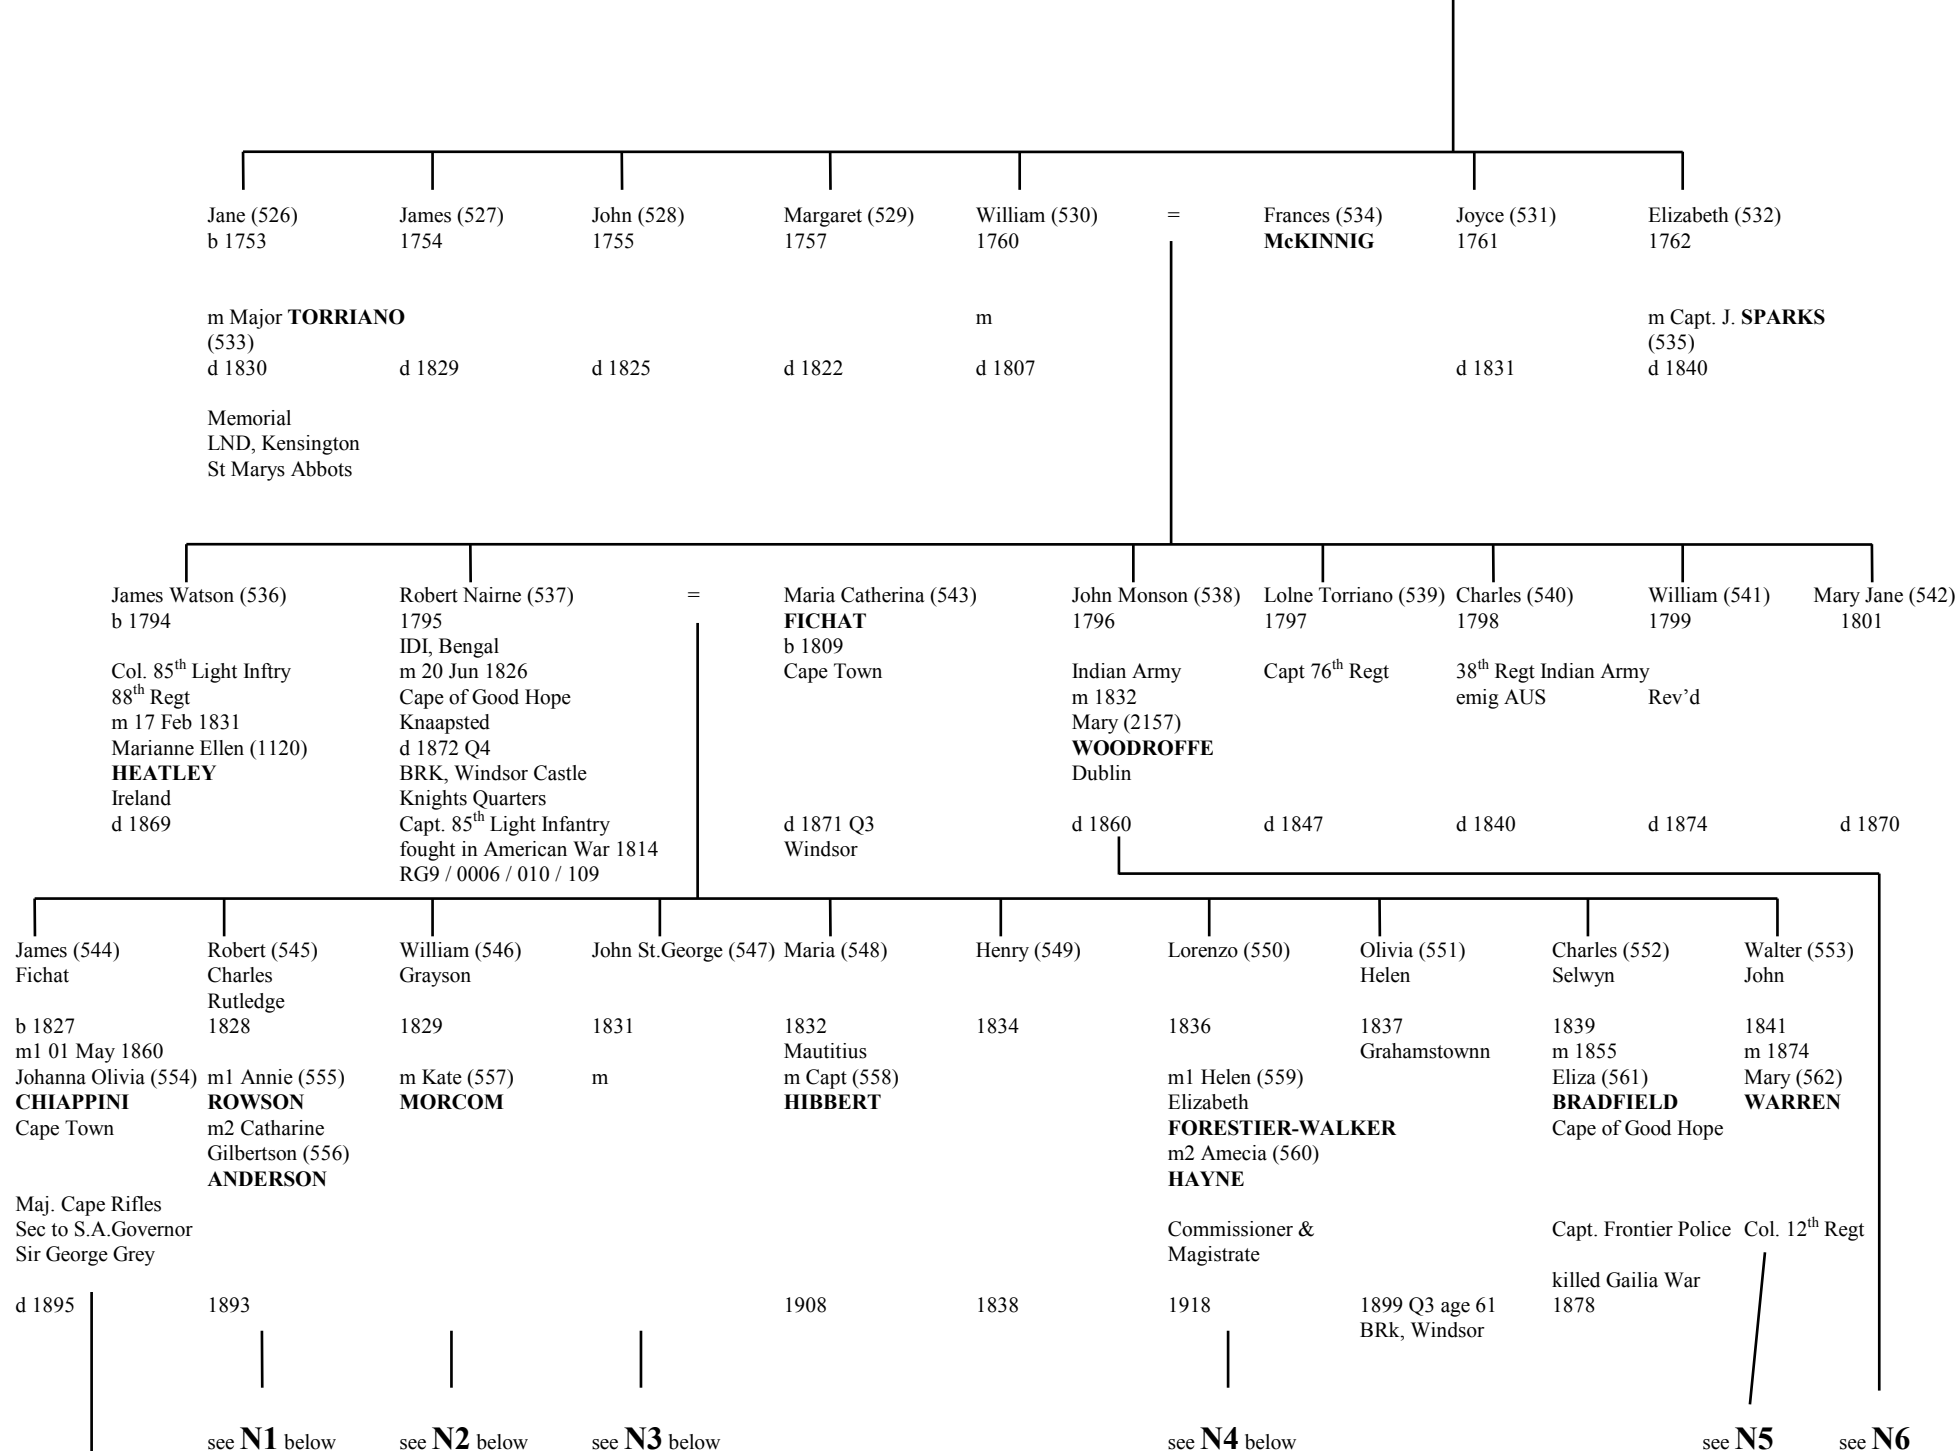 Jane (526) James (527) John (528) Margaret (529) William (530) = Frances (534) Joyce (531) Elizabeth (532)
b 1753 1754 1755 1757 1760 McKINNIG 1761 1762
m Major TORRIANO m m Capt. J. SPARKS
(533) (535)
d 1830 d 1829 d 1825 d 1822 d 1807 d 1831 d 1840
Memorial
LND, Kensington
St Marys Abbots
James Watson (536) Robert Nairne (537) = Maria Catherina (543) John Monson (538) Lolne Torriano (539) Charles (540) William (541) Mary Jane (542)
b 1794 1795 FICHAT 1796 1797 1798 1799 1801
IDI, Bengal b 1809
Col. 85th Light Inftry m 20 Jun 1826 Cape Town Indian Army Capt 76th Regt 38th Regt Indian Army
88th Regt Cape of Good Hope m 1832 emig AUS Rev’d
m 17 Feb 1831 Knaapsted Mary (2157)
Marianne Ellen (1120) d 1872 Q4 WOODROFFE
HEATLEY BRK, Windsor Castle Dublin
Ireland Knights Quarters
d 1869 Capt. 85th Light Infantry d 1871 Q3 d 1860 d 1847 d 1840 d 1874 d 1870
fought in American War 1814 Windsor
RG9 / 0006 / 010 / 109
James (544) Robert (545) William (546) John St.George (547) Maria (548) Henry (549) Lorenzo (550) Olivia (551) Charles (552) Walter (553)
Fichat Charles Grayson Helen Selwyn John
Rutledge
b 1827 1828 1829 1831 1832 1834 1836 1837 1839 1841
m1 01 May 1860 Mautitius Grahamstownn m 1855 m 1874
Johanna Olivia (554) m1 Annie (555) m Kate (557) m m Capt (558) m1 Helen (559) Eliza (561) Mary (562)
CHIAPPINI ROWSON MORCOM HIBBERT Elizabeth BRADFIELD WARREN
Cape Town m2 Catharine FORESTIER-WALKER Cape of Good Hope
Gilbertson (556) m2 Amecia (560)
ANDERSON HAYNE
Maj. Cape Rifles
Sec to S.A.Governor Commissioner & Capt. Frontier Police Col. 12th Regt
Sir George Grey Magistrate
killed Gailia War
d 1895 1893 1908 1838 1918 1899 Q3 age 61 1878
BRk, Windsor
see N1 below see N2 below see N3 below see N4 below see N5 see N6